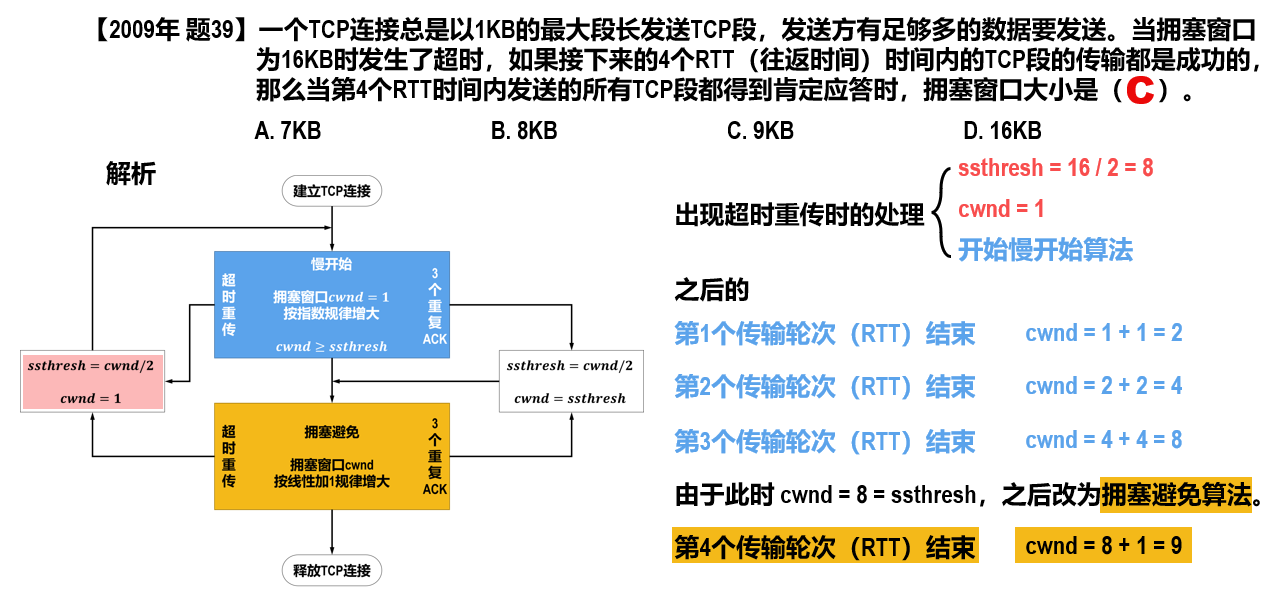 【2009年 题39】一个TCP连接总是以1KB的最大段长发送TCP段，发送方有足够多的数据要发送。当拥塞窗口
为16KB时发生了超时，如果接下来的4个RTT（往返时间）时间内的TCP段的传输都是成功的，
那么当第4个RTT时间内发送的所有TCP段都得到肯定应答时，拥塞窗口大小是（C）。
A. 7KB B. 8KB C. 9KB D. 16KB
解析
建立TCP连接
慢开始
拥塞窗口cwnd = 1
按指数规律增大
cwnd ≥ ssthresh
超时重传
3个重复ACK
ssthresh = cwnd/2
cwnd = 1
ssthresh = cwnd/2
cwnd = ssthresh
拥塞避免
拥塞窗口cwnd
按线性加1规律增大
超时重传
3个重复ACK
释放TCP连接
出现超时重传时的处理
ssthresh = 16 / 2 = 8
cwnd = 1
开始慢开始算法
之后的
第1个传输轮次（RTT）结束 cwnd = 1 + 1 = 2
第2个传输轮次（RTT）结束 cwnd = 2 + 2 = 4
第3个传输轮次（RTT）结束 cwnd = 4 + 4 = 8
由于此时 cwnd = 8 = ssthresh，之后改为拥塞避免算法。
第4个传输轮次（RTT）结束 cwnd = 8 + 1 = 9